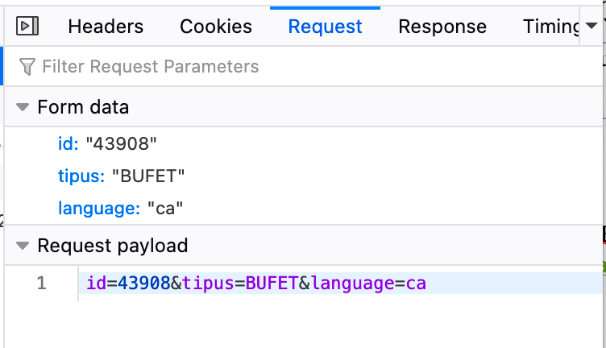 Headers Cookies Request Response Timing
Filter Request Parameters
Form data
id: "43908"
tipus: "BUFET"
language: "ca"
Request payload
1 id=43908&tipus=BUFET&language=ca